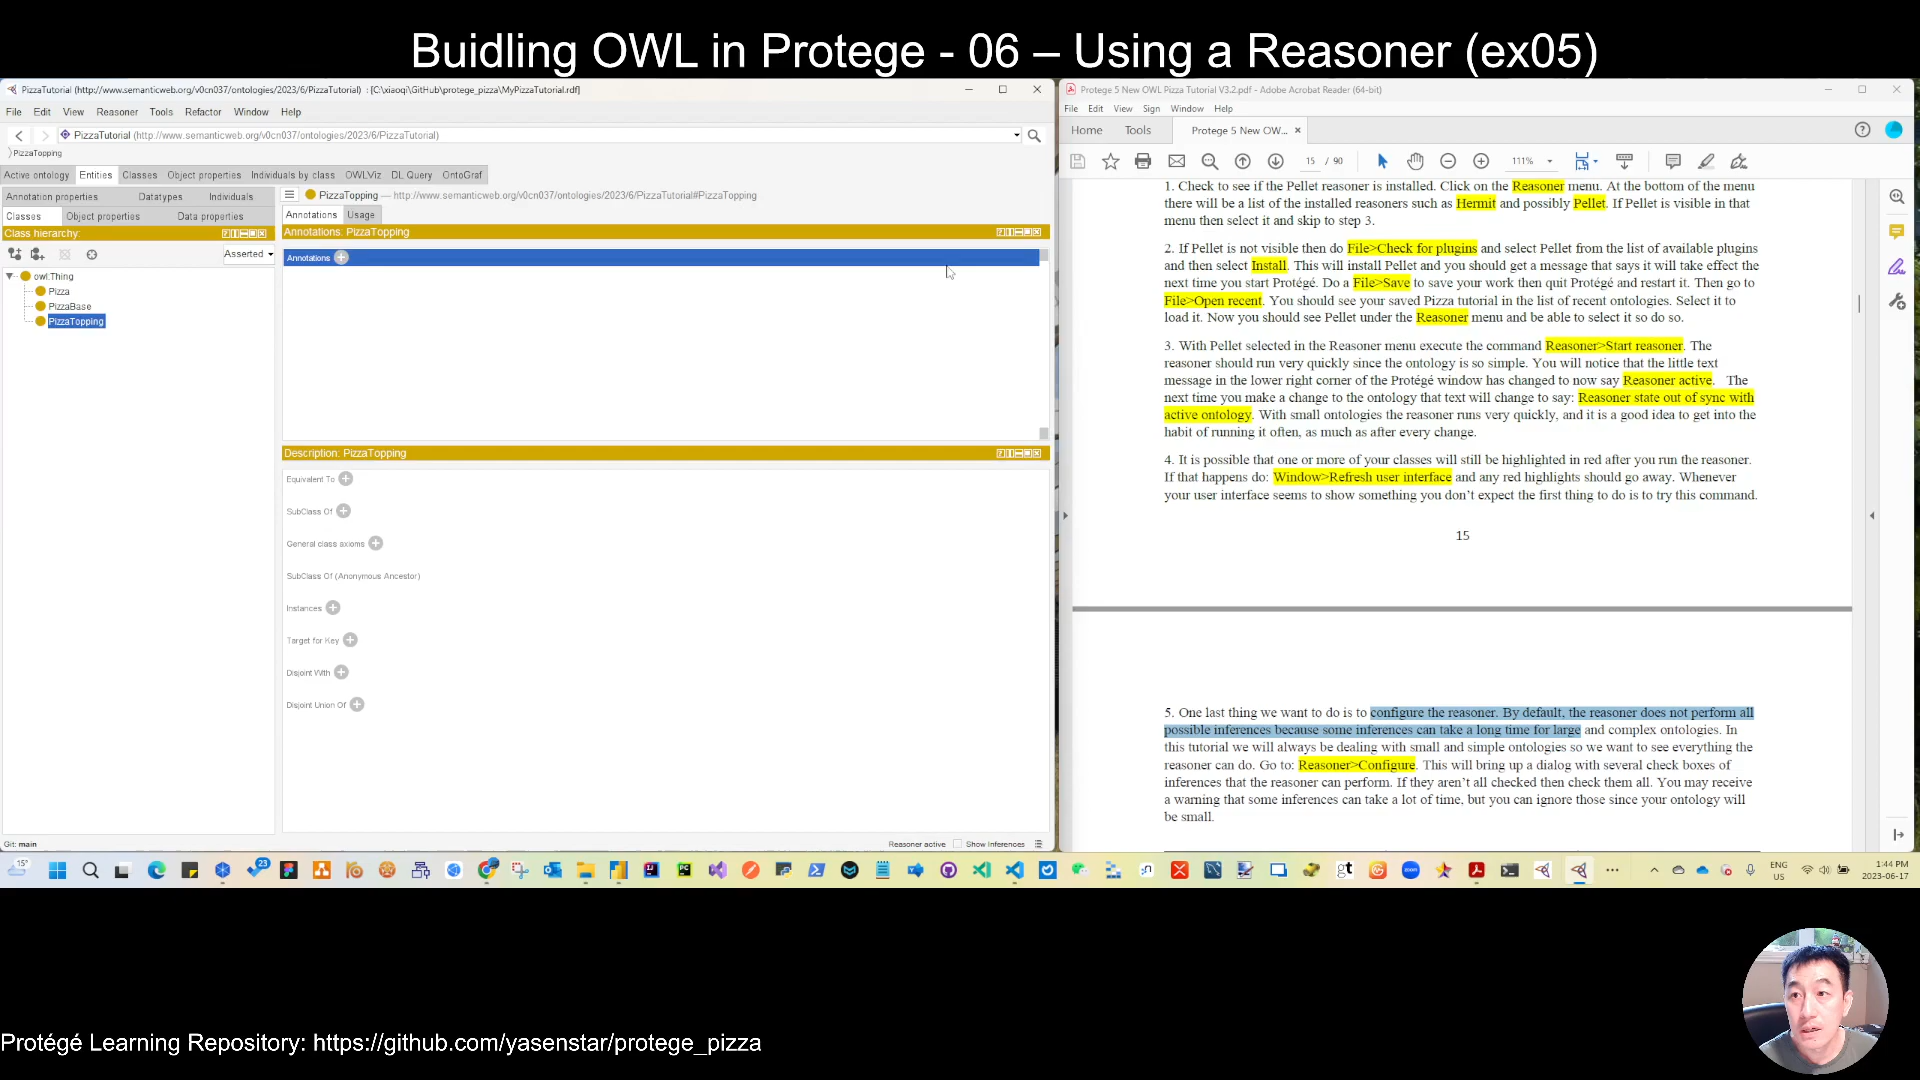 Buidling OWL in Protege - 06 – Using a Reasoner (ex05)
PizzaTutorial (http://www.semanticweb.org/v0cn037/ontologies/2023/6/PizzaTutorial) : [C:\xiaoqi\GitHub\protege_pizza\MyPizzaTutorial.rdf]
File Edit View Reasoner Tools Refactor Window Help
PizzaTutorial (http://www.semanticweb.org/v0cn037/ontologies/2023/6/PizzaTutorial)
PizzaTopping
Active ontology Entities Classes Object properties Individuals by class OWLViz DL Query OntoGraf
Annotation properties Datatypes Individuals
Classes Object properties Data properties
Class hierarchy:
Asserted
owl:Thing
Pizza
PizzaBase
PizzaTopping
PizzaTopping — http://www.semanticweb.org/v0cn037/ontologies/2023/6/PizzaTutorial#PizzaTopping
Annotations Usage
Annotations: PizzaTopping
Annotations
Description: PizzaTopping
Equivalent To
SubClass Of
General class axioms
SubClass Of (Anonymous Ancestor)
Instances
Target for Key
Disjoint With
Disjoint Union Of
Git: main
Reasoner active Show Inferences
Protege 5 New OWL Pizza Tutorial V3.2.pdf - Adobe Acrobat Reader (64-bit)
File Edit View Sign Window Help
Home Tools Protege 5 New OW...
15 / 90 111%
1. Check to see if the Pellet reasoner is installed. Click on the Reasoner menu. At the bottom of the menu
there will be a list of the installed reasoners such as Hermit and possibly Pellet. If Pellet is visible in that
menu then select it and skip to step 3.
2. If Pellet is not visible then do File>Check for plugins and select Pellet from the list of available plugins
and then select Install. This will install Pellet and you should get a message that says it will take effect the
next time you start Protégé. Do a File>Save to save your work then quit Protégé and restart it. Then go to
File>Open recent. You should see your saved Pizza tutorial in the list of recent ontologies. Select it to
load it. Now you should see Pellet under the Reasoner menu and be able to select it so do so.
3. With Pellet selected in the Reasoner menu execute the command Reasoner>Start reasoner. The
reasoner should run very quickly since the ontology is so simple. You will notice that the little text
message in the lower right corner of the Protégé window has changed to now say Reasoner active. The
next time you make a change to the ontology that text will change to say: Reasoner state out of sync with
active ontology. With small ontologies the reasoner runs very quickly, and it is a good idea to get into the
habit of running it often, as much as after every change.
4. It is possible that one or more of your classes will still be highlighted in red after you run the reasoner.
If that happens do: Window>Refresh user interface and any red highlights should go away. Whenever
your user interface seems to show something you don’t expect the first thing to do is to try this command.
15
5. One last thing we want to do is to configure the reasoner. By default, the reasoner does not perform all
possible inferences because some inferences can take a long time for large and complex ontologies. In
this tutorial we will always be dealing with small and simple ontologies so we want to see everything the
reasoner can do. Go to: Reasoner>Configure. This will bring up a dialog with several check boxes of
inferences that the reasoner can perform. If they aren’t all checked then check them all. You may receive
a warning that some inferences can take a lot of time, but you can ignore those since your ontology will
be small.
15°
23
gt
zoom
ENG
US
1:44 PM
2023-06-17
Protégé Learning Repository: https://github.com/yasenstar/protege_pizza